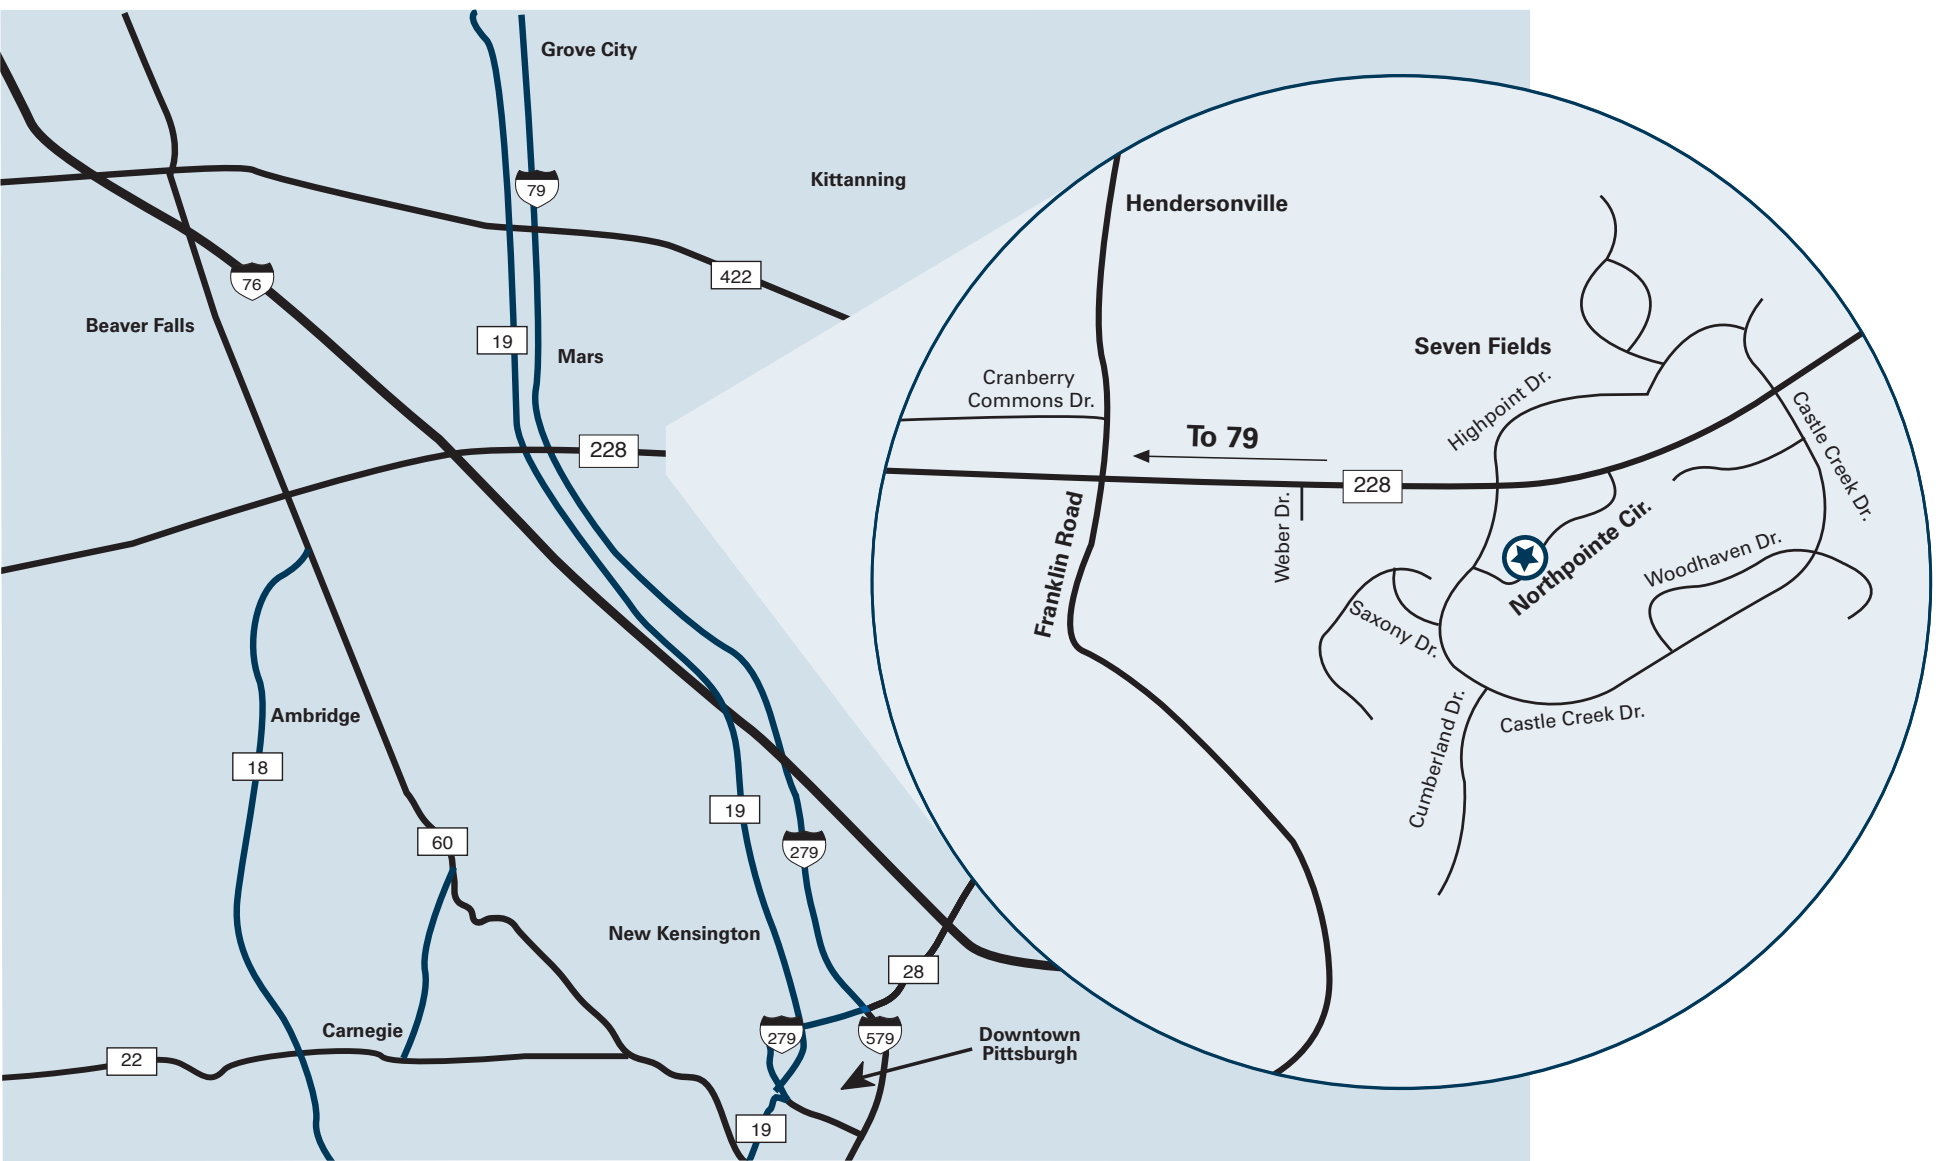 Grove City
79
Kittanning
Hendersonville
76
422
Beaver Falls
19
Mars
Seven Fields
Cranberry
Commons Dr.
Highpoint Dr.
Castle Creek Dr.
To 79
228
228
Weber Dr.
Franklin Road
Northpointe Cir.
Woodhaven Dr.
Saxony Dr.
Ambridge
Castle Creek Dr.
Cumberland Dr.
18
19
60
279
New Kensington
28
Carnegie
279
579
Downtown
Pittsburgh
22
19